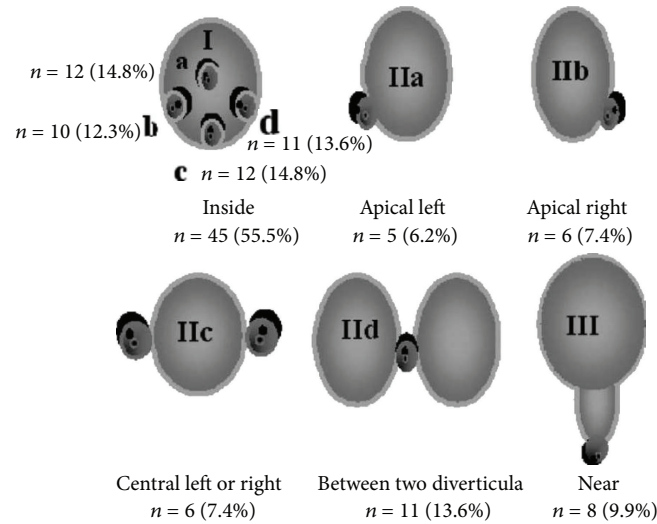 I
a
n = 12 (14.8%)
IIa
IIb
n = 10 (12.3%) b
d
n = 11 (13.6%)
c n = 12 (14.8%)
Inside
n = 45 (55.5%)
Apical left
n = 5 (6.2%)
Apical right
n = 6 (7.4%)
IIc
IId
III
Central left or right
n = 6 (7.4%)
Between two diverticula
n = 11 (13.6%)
Near
n = 8 (9.9%)